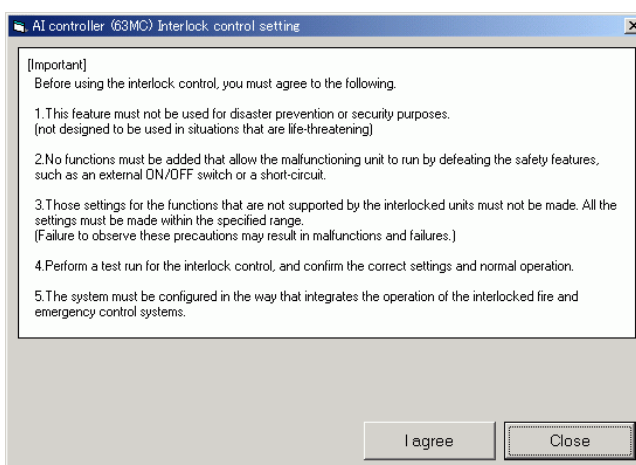 AI controller (63MC) Interlock control setting
[Important]
Before using the interlock control, you must agree to the following.
1.This feature must not be used for disaster prevention or security purposes.
(not designed to be used in situations that are life-threatening)
2.No functions must be added that allow the malfunctioning unit to run by defeating the safety features,
such as an external ON/OFF switch or a short-circuit.
3.Those settings for the functions that are not supported by the interlocked units must not be made. All the
settings must be made within the specified range.
(Failure to observe these precautions may result in malfunctions and failures.)
4.Perform a test run for the interlock control, and confirm the correct settings and normal operation.
5.The system must be configured in the way that integrates the operation of the interlocked fire and
emergency control systems.
I agree
Close